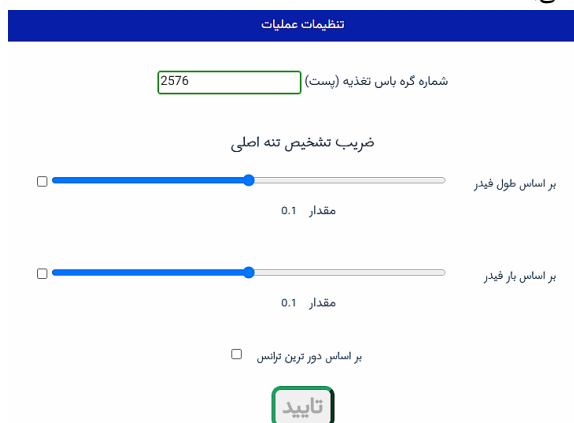 تنظیمات عملیات
شماره گره باس تغذیه (پست) 2576
ضریب تشخیص تنه اصلی
بر اساس طول فیدر
مقدار 0.1
بر اساس بار فیدر
مقدار 0.1
بر اساس دور ترین ترانس
تایید